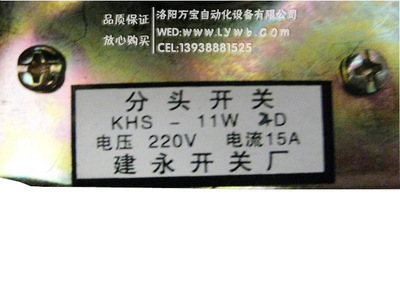 品质保证 洛阳万宝自动化设备有限公司
放心购买 WED:www.Lywb.com
CEL:13938881525
分头开关
KHS - 11W 4D
电压 220V 电流15A
建永开关厂